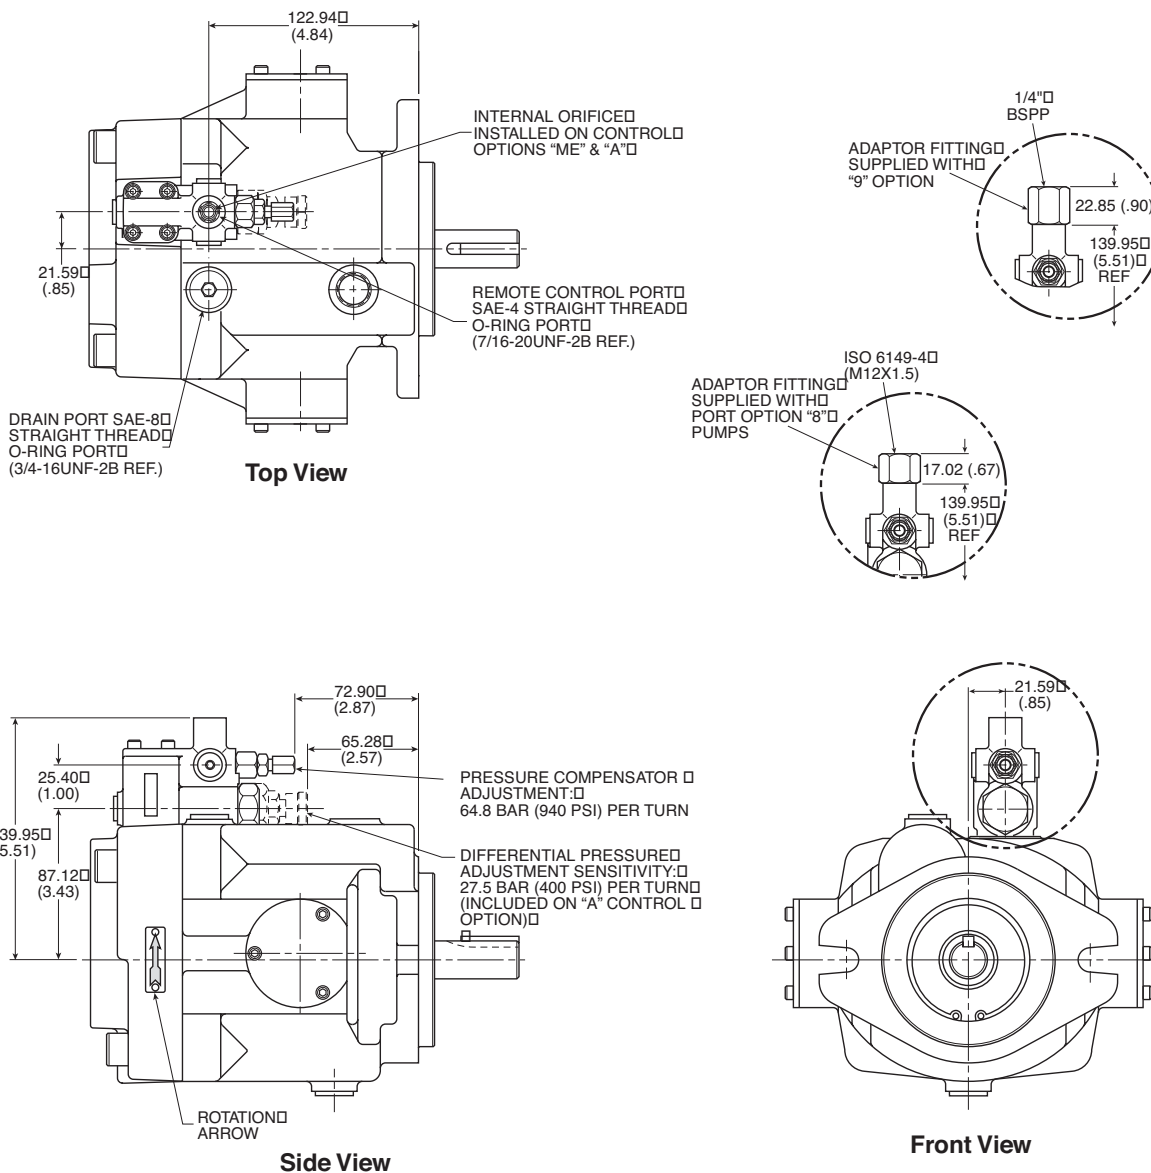 122.94
(4.84)
INTERNAL ORIFICE
INSTALLED ON CONTROL
OPTIONS “ME” & “A”
21.59
(.85)
REMOTE CONTROL PORT
SAE-4 STRAIGHT THREAD
O-RING PORT
(7/16-20UNF-2B REF.)
DRAIN PORT SAE-8
STRAIGHT THREAD
O-RING PORT
(3/4-16UNF-2B REF.)
Top View
1/4"
BSPP
ADAPTOR FITTING
SUPPLIED WITH
“9” OPTION
22.85 (.90)
139.95
(5.51)
REF
ISO 6149-4
(M12X1.5)
ADAPTOR FITTING
SUPPLIED WITH
PORT OPTION “8”
PUMPS
17.02 (.67)
139.95
(5.51)
REF
72.90
(2.87)
65.28
(2.57)
25.40
(1.00)
39.95
5.51)
87.12
(3.43)
PRESSURE COMPENSATOR
ADJUSTMENT:
64.8 BAR (940 PSI) PER TURN
DIFFERENTIAL PRESSURE
ADJUSTMENT SENSITIVITY:
27.5 BAR (400 PSI) PER TURN
(INCLUDED ON “A” CONTROL
OPTION)
ROTATION
ARROW
Side View
21.59
(.85)
Front View